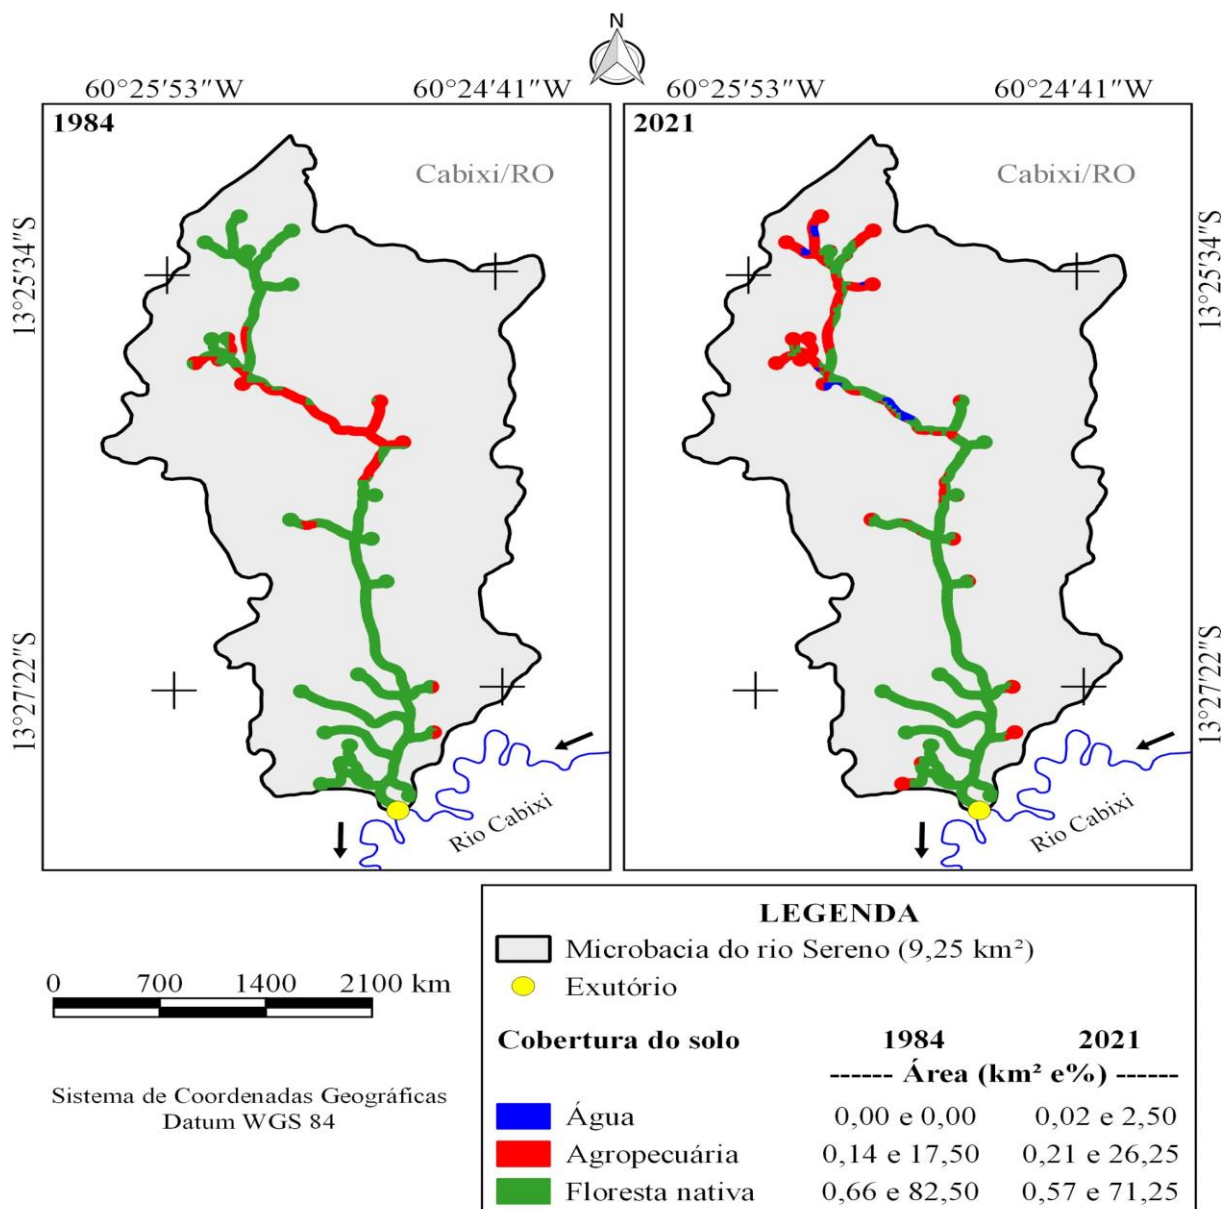 N
60°25'53"W 60°24'41"W 60°25'53"W 60°24'41"W
1984
2021
Cabixi/RO
Cabixi/RO
13°25'34"S
13°25'34"S
13°27'22"S
13°27'22"S
Rio Cabixi
Rio Cabixi
0 700 1400 2100 km
Sistema de Coordenadas Geográficas
Datum WGS 84
LEGENDA
Microbacia do rio Sereno (9,25 km²)
Exutório
Cobertura do solo 1984 2021
------ Área (km² e%) ------
Água 0,00 e 0,00 0,02 e 2,50
Agropecuária 0,14 e 17,50 0,21 e 26,25
Floresta nativa 0,66 e 82,50 0,57 e 71,25